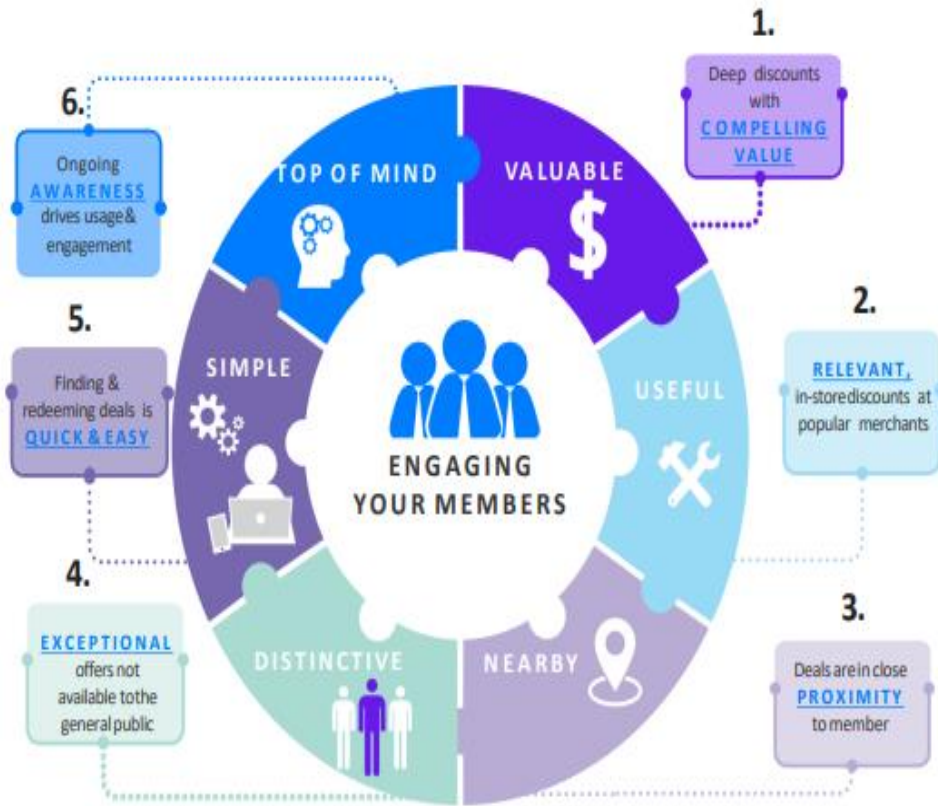 1.
Deep discounts
with
COMPELLING
VALUE
VALUABLE
2.
RELEVANT,
in-store discounts at
popular merchants
USEFUL
3.
Deals are in close
PROXIMITY
to member
NEARBY
4.
EXCEPTIONAL
offers not
available to the
general public
DISTINCTIVE
5.
Finding &
redeeming deals is
QUICK & EASY
SIMPLE
6.
Ongoing
AWARENESS
drives usage &
engagement
TOP OF MIND
$
ENGAGING
YOUR MEMBERS